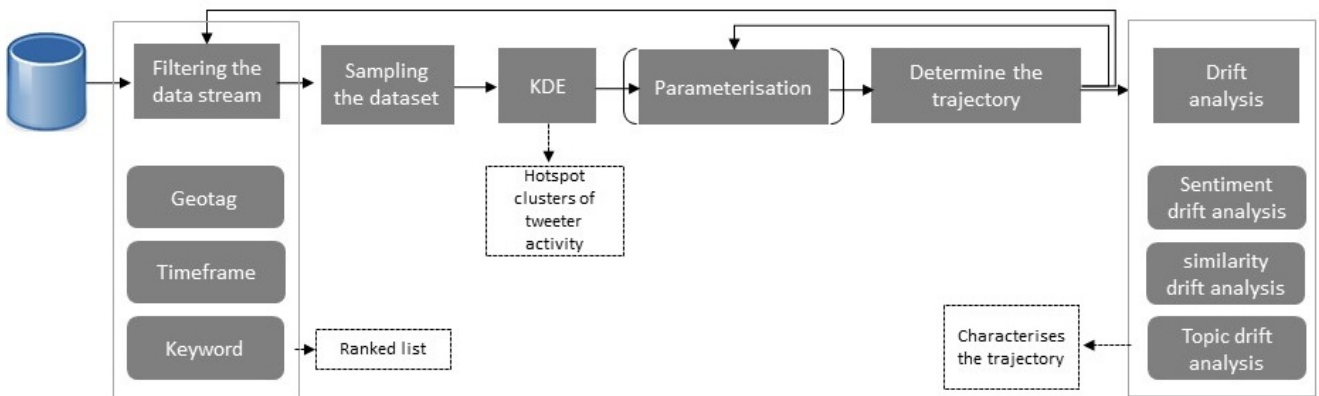 Filtering the
data stream
Sampling
the dataset
KDE
Parameterisation
Determine the
trajectory
Drift
analysis
Geotag
Timeframe
Keyword
Ranked list
Hotspot
clusters of
tweeter
activity
Characterises
the trajectory
Sentiment
drift analysis
similarity
drift analysis
Topic drift
analysis